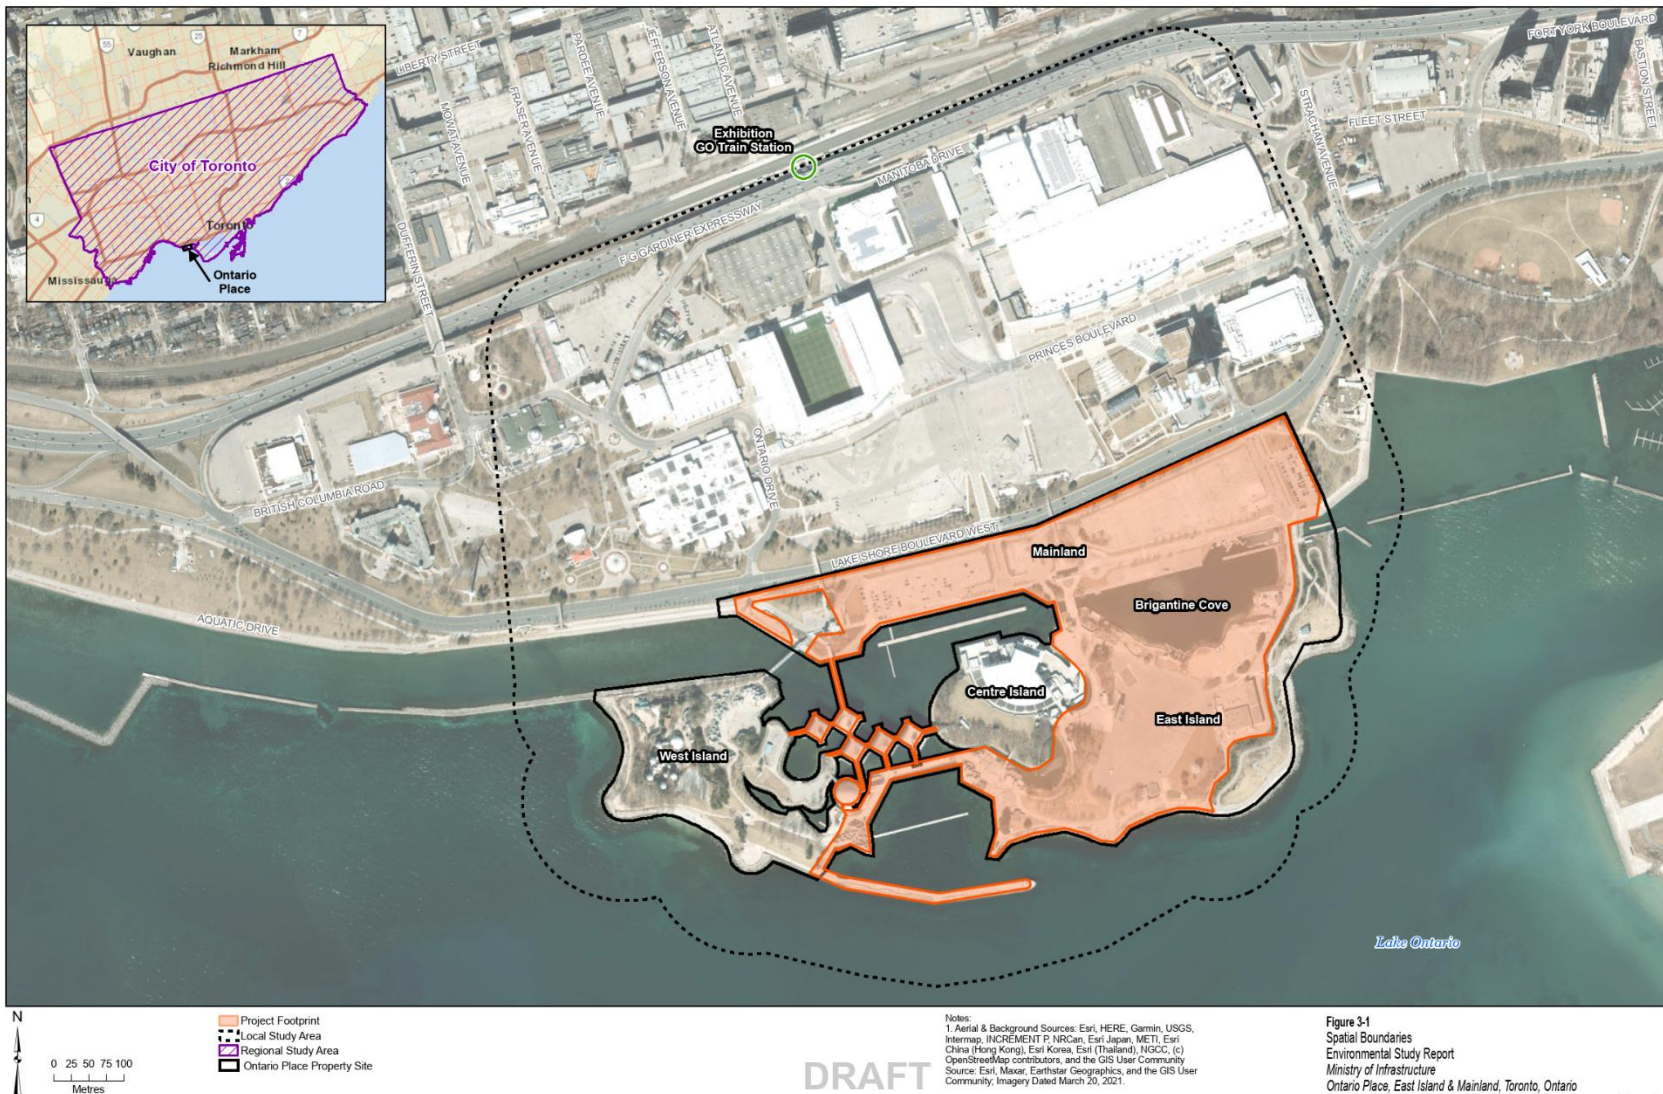 55
25
7
Vaughan
Markham
Richmond Hill
City of Toronto
2
4
Toronto
Mississauga
Ontario
Place
LIBERTY STREET
MOWAT AVENUE
FRASER AVENUE
PARDEE AVENUE
JEFFERSON AVENUE
ATLANTIC AVENUE
DUFFERIN STREET
Exhibition
GO Train Station
MANITOBA DRIVE
F G GARDINER EXPRESSWAY
FORT YORK BOULEVARD
BASTION STREET
STRACHAN AVENUE
FLEET STREET
PRINCES BOULEVARD
ONTARIO DRIVE
BRITISH COLUMBIA ROAD
LAKE SHORE BOULEVARD WEST
AQUATIC DRIVE
Mainland
Brigantine Cove
Centre Island
East Island
West Island
Lake Ontario
N
0 25 50 75 100
Metres
Project Footprint
Local Study Area
Regional Study Area
Ontario Place Property Site
DRAFT
Notes:
1. Aerial & Background Sources: Esri, HERE, Garmin, USGS,
Intermap, INCREMENT P, NRCan, Esri Japan, METI, Esri
China (Hong Kong), Esri Korea, Esri (Thailand), NGCC, (c)
OpenStreetMap contributors, and the GIS User Community
Source: Esri, Maxar, Earthstar Geographics, and the GIS User
Community; Imagery Dated March 20, 2021.
Figure 3-1
Spatial Boundaries
Environmental Study Report
Ministry of Infrastructure
Ontario Place, East Island & Mainland, Toronto, Ontario